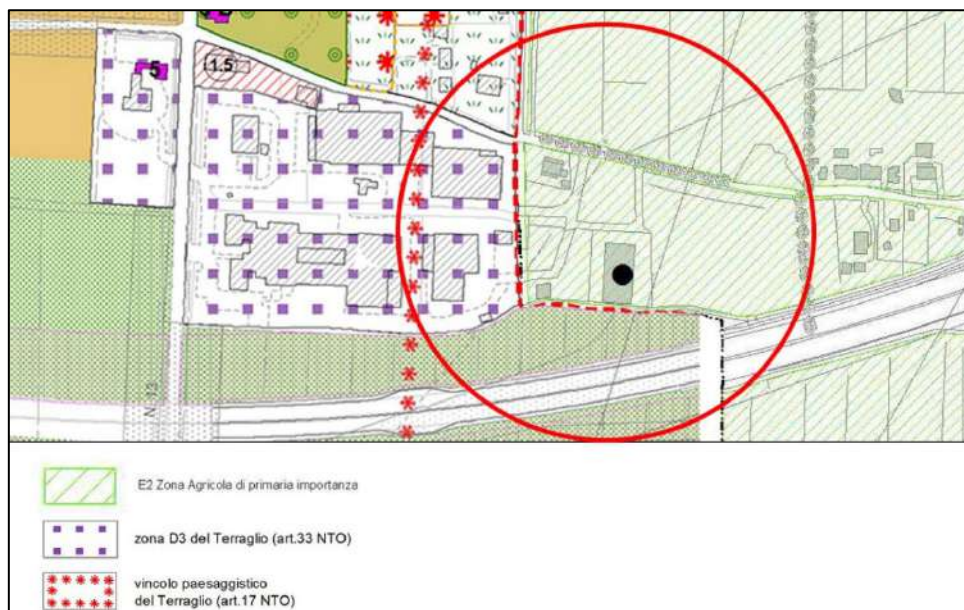 5
1.5
N. 13
E2 Zona Agricola di primaria importanza
zona D3 del Terraglio (art.33 NTO)
vincolo paesaggistico
del Terraglio (art.17 NTO)